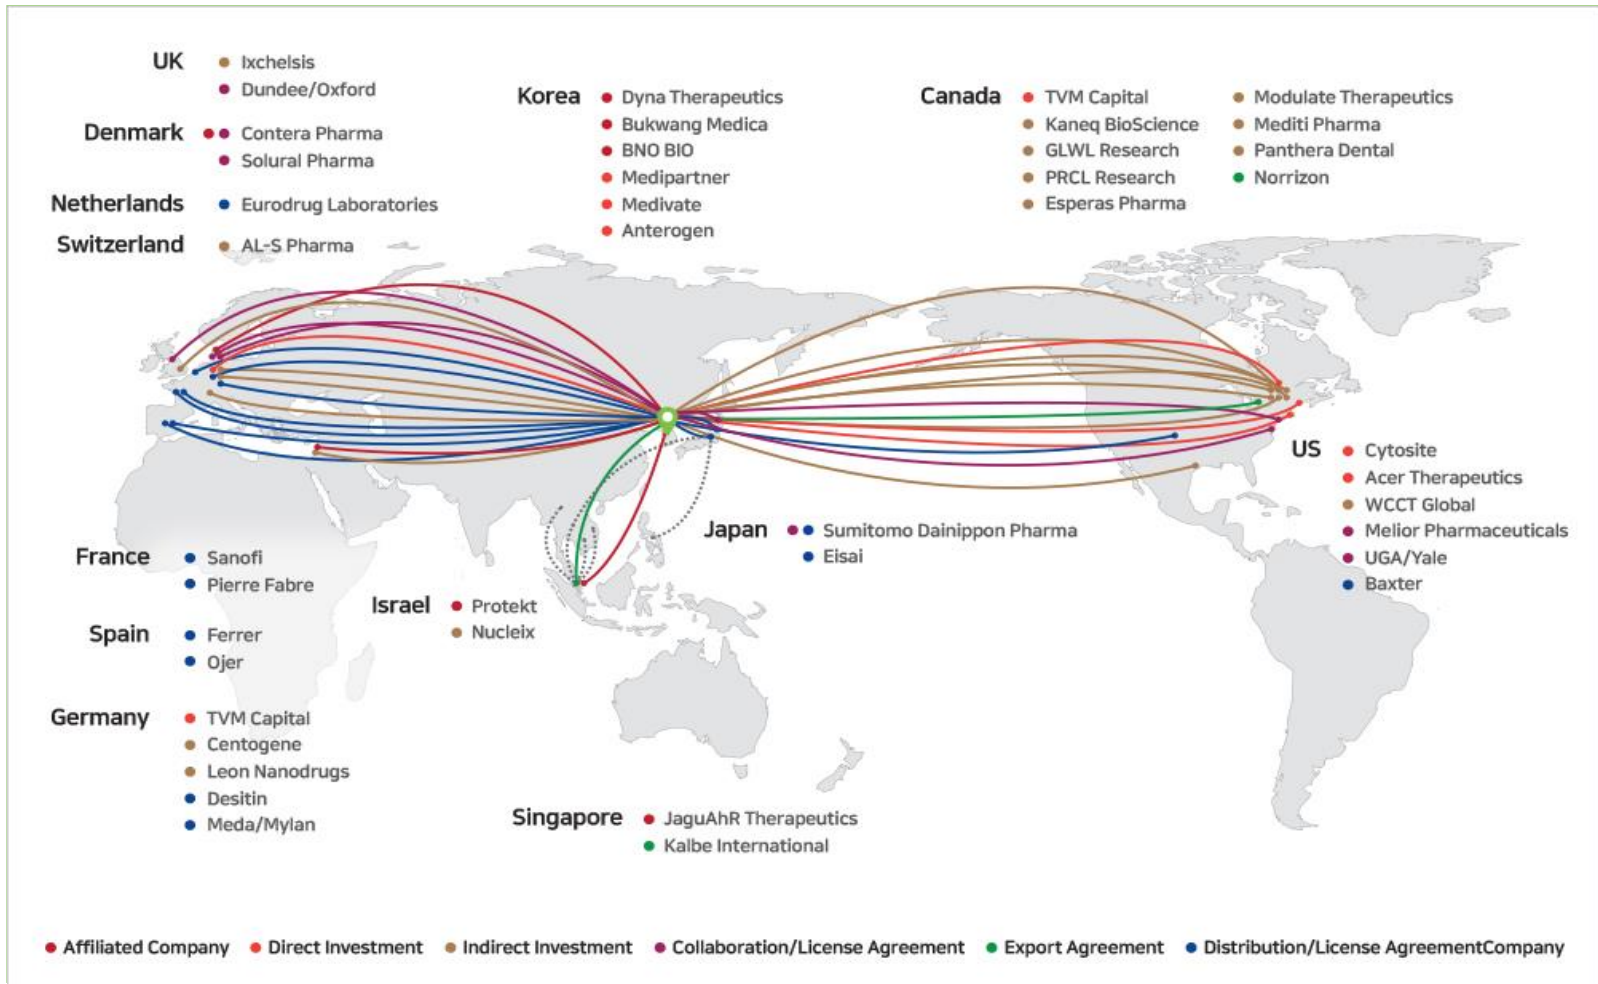 UK
Ixchelsis
Dundee/Oxford
Denmark
Contera Pharma
Solural Pharma
Netherlands
Eurodrug Laboratories
Switzerland
AL-S Pharma
Korea
Dyna Therapeutics
Bukwang Medica
BNO BIO
Medipartner
Medivate
Anterogen
Canada
TVM Capital
Kaneq BioScience
GLWL Research
PRCL Research
Esperas Pharma
Modulate Therapeutics
Mediti Pharma
Panthera Dental
Norrizon
US
Cytosite
Acer Therapeutics
WCCT Global
Melior Pharmaceuticals
UGA/Yale
Baxter
Japan
Sumitomo Dainippon Pharma
Eisai
France
Sanofi
Pierre Fabre
Israel
Protekt
Nucleix
Spain
Ferrer
Ojer
Germany
TVM Capital
Centogene
Leon Nanodrugs
Desitin
Meda/Mylan
Singapore
JaguAhR Therapeutics
Kalbe International
Affiliated Company
Direct Investment
Indirect Investment
Collaboration/License Agreement
Export Agreement
Distribution/License AgreementCompany